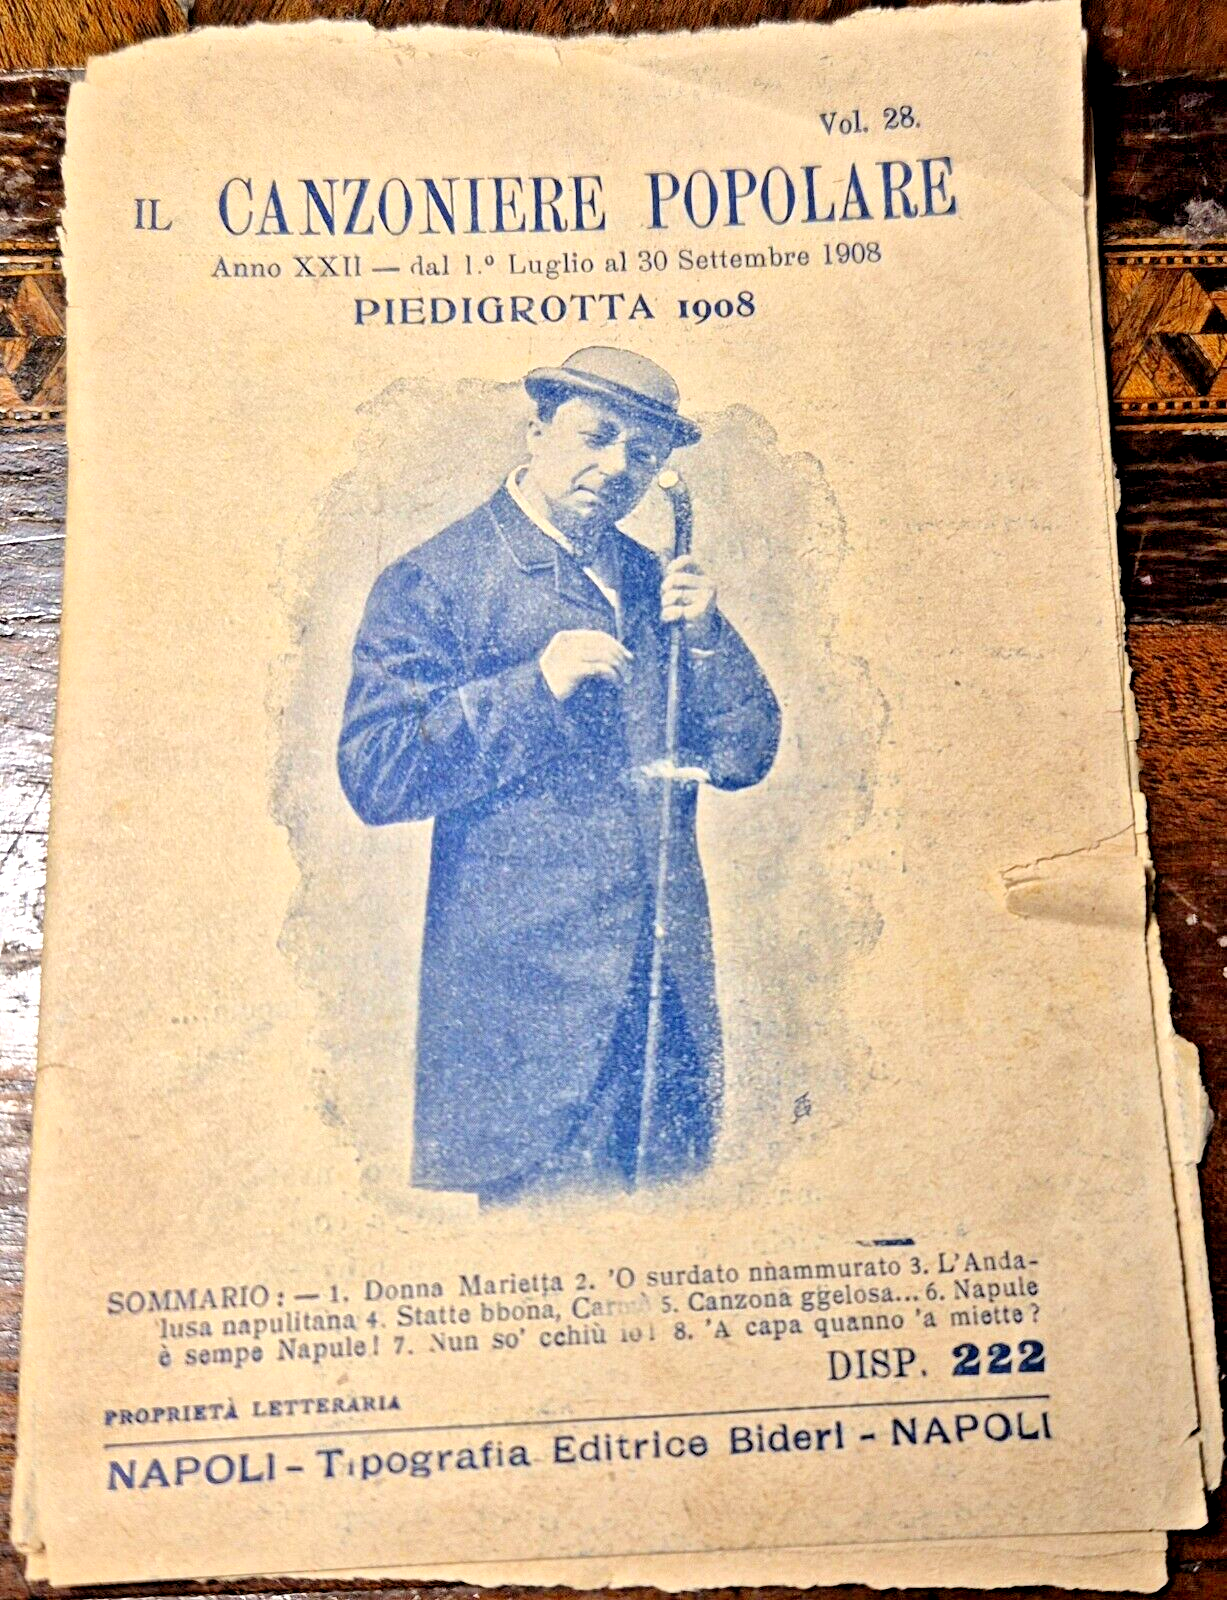 Vol. 28.
IL CANZONIERE POPOLARE
Anno XXII — dal 1.º Luglio al 30 Settembre 1908
PIEDIGROTTA 1908
SOMMARIO: — 1. Donna Marietta 2. 'O surdato nnammurato 3. L'Anda-
lusa napulitana 4. Statte bbona, Carmè 5. Canzona ggelosa... 6. Napule
è sempe Napule! 7. Nun so' cchiù io! 8. 'A capa quanno 'a miette?
DISP. 222
PROPRIETÀ LETTERARIA
NAPOLI - Tipografia Editrice Bideri - NAPOLI